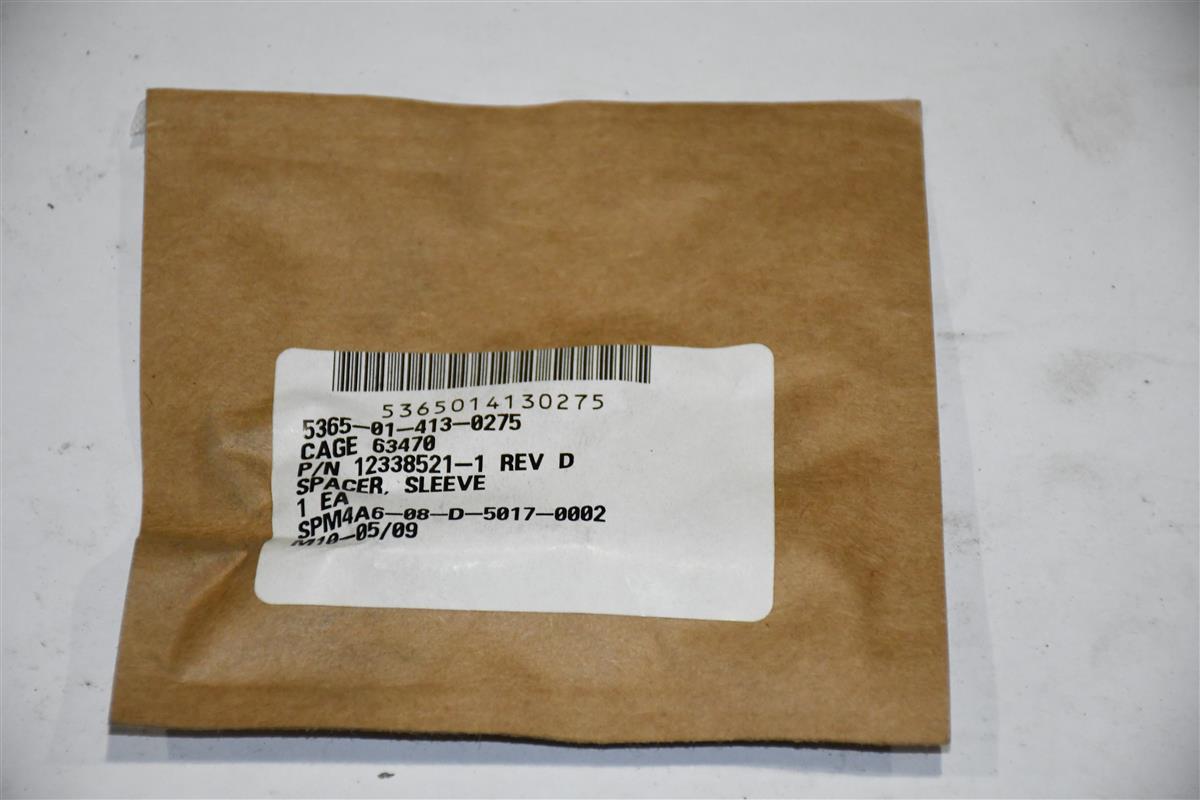 5365014130275
5365-01-413-0275
CAGE 63470
P/N 12338521-1 REV D
SPACER, SLEEVE
1 EA
SPM4A6-08-D-5017-0002
M10-05/09